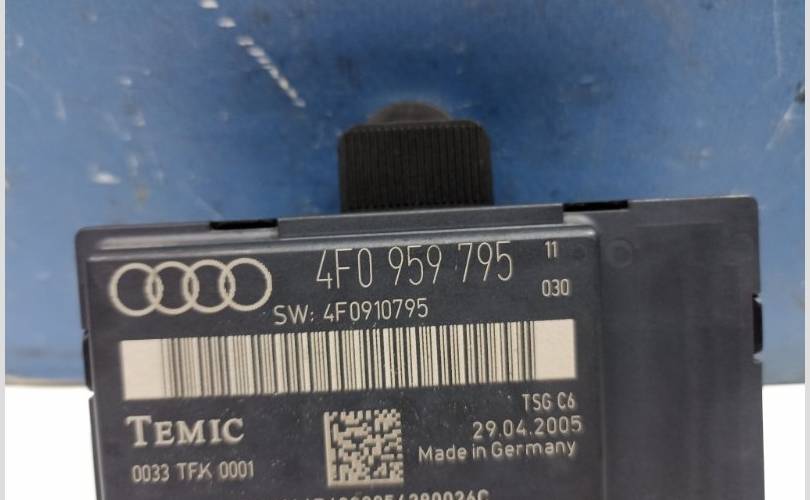 4F0 959 795 11
030
SW: 4F0910795
TEMIC
0033 TFK 0001
TSG C6
29.04.2005
Made in Germany